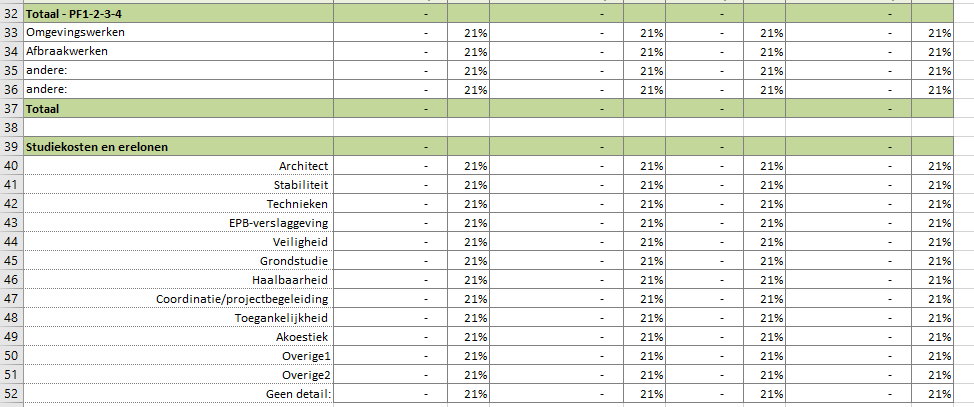 32 Totaal - PF1-2-3-4 - - - -
33 Omgevingswerken - 21% - 21% - 21% - 21%
34 Afbraakwerken - 21% - 21% - 21% - 21%
35 andere: - 21% - 21% - 21% - 21%
36 andere: - 21% - 21% - 21% - 21%
37 Totaal - - - -
38
39 Studiekosten en erelonen - - - -
40 Architect - 21% - 21% - 21% - 21%
41 Stabiliteit - 21% - 21% - 21% - 21%
42 Technieken - 21% - 21% - 21% - 21%
43 EPB-verslaggeving - 21% - 21% - 21% - 21%
44 Veiligheid - 21% - 21% - 21% - 21%
45 Grondstudie - 21% - 21% - 21% - 21%
46 Haalbaarheid - 21% - 21% - 21% - 21%
47 Coordinatie/projectbegeleiding - 21% - 21% - 21% - 21%
48 Toegankelijkheid - 21% - 21% - 21% - 21%
49 Akoestiek - 21% - 21% - 21% - 21%
50 Overige1 - 21% - 21% - 21% - 21%
51 Overige2 - 21% - 21% - 21% - 21%
52 Geen detail: - 21% - 21% - 21% - 21%